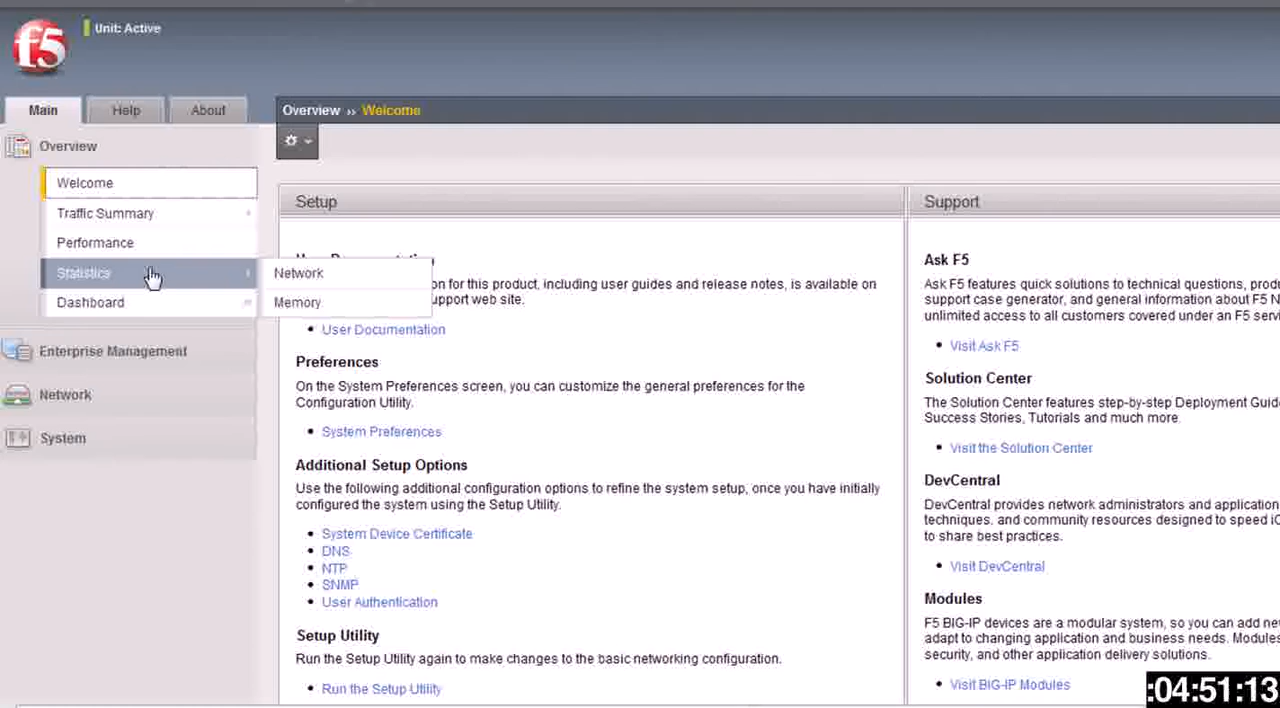 f5
Unit: Active
Main
Help
About
Overview ›› Welcome
Overview
Welcome
Traffic Summary
Performance
Statistics
Dashboard
Network
Memory
Enterprise Management
Network
System
Setup
on for this product, including user guides and release notes, is available on
upport web site.
• User Documentation
Preferences
On the System Preferences screen, you can customize the general preferences for the
Configuration Utility.
• System Preferences
Additional Setup Options
Use the following additional configuration options to refine the system setup, once you have initially
configured the system using the Setup Utility.
• System Device Certificate
• DNS
• NTP
• SNMP
• User Authentication
Setup Utility
Run the Setup Utility again to make changes to the basic networking configuration.
• Run the Setup Utility
Support
Ask F5
Ask F5 features quick solutions to technical questions, produ
support case generator, and general information about F5 N
unlimited access to all customers covered under an F5 servi
• Visit Ask F5
Solution Center
The Solution Center features step-by-step Deployment Guide
Success Stories, Tutorials and much more.
• Visit the Solution Center
DevCentral
DevCentral provides network administrators and application
techniques. and community resources designed to speed iC
to share best practices.
• Visit DevCentral
Modules
F5 BIG-IP devices are a modular system, so you can add nev
adapt to changing application and business needs. Modules
security, and other application delivery solutions.
• Visit BIG-IP Modules
:04:51:13